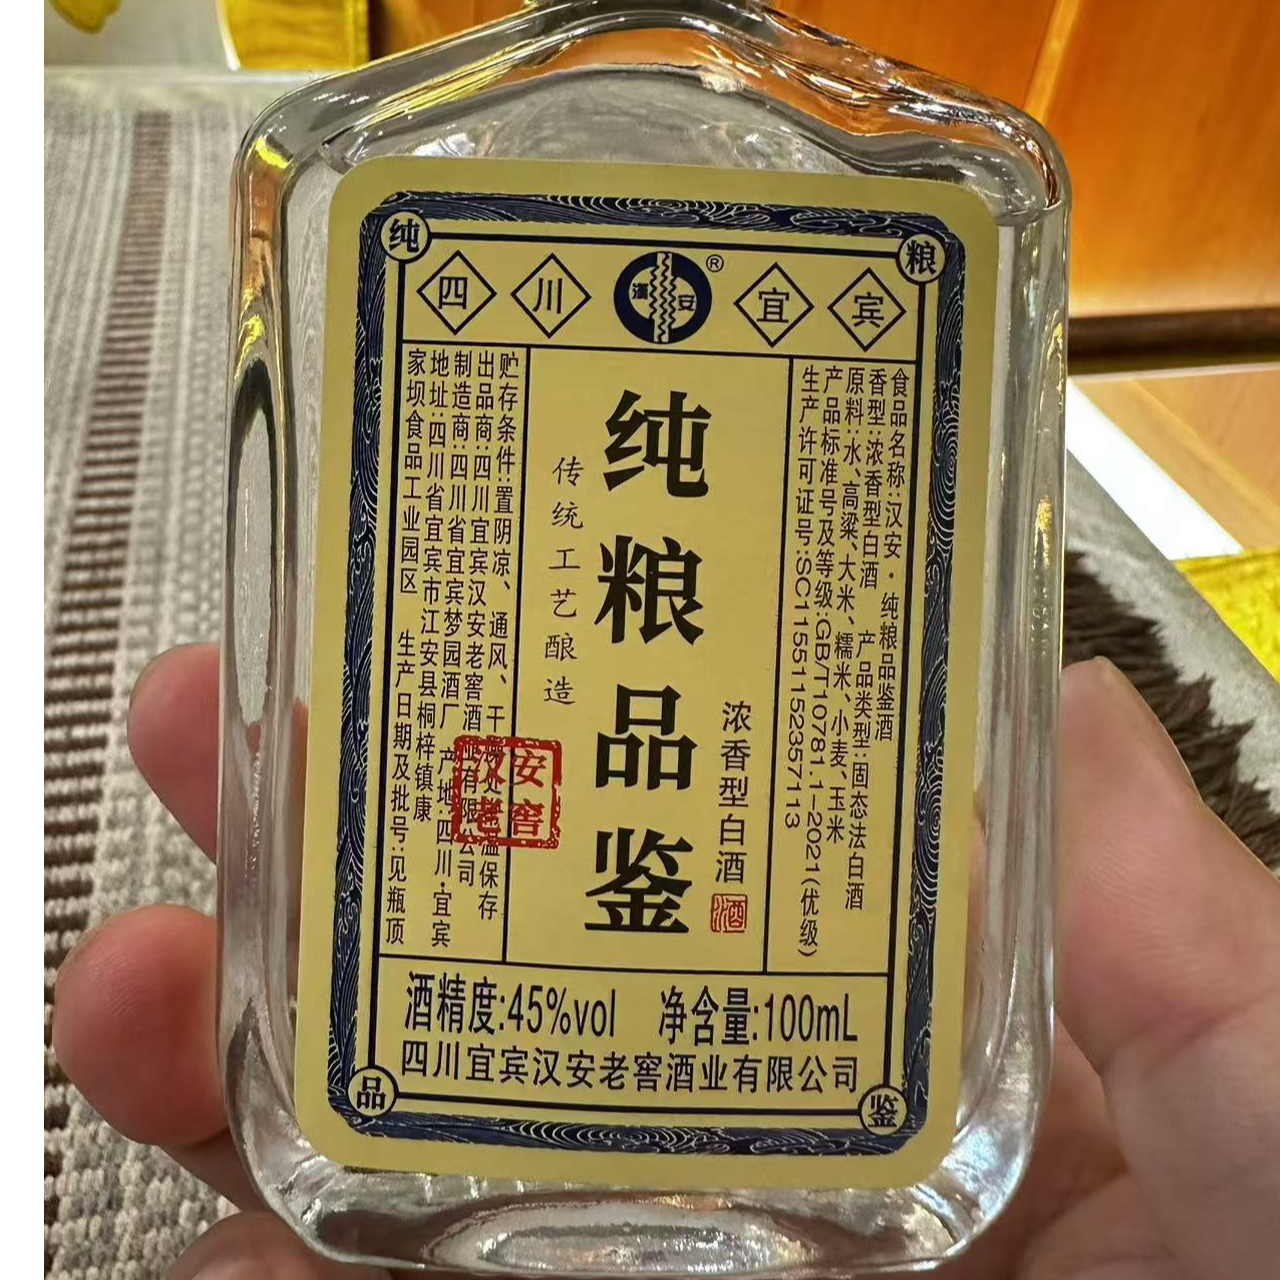 纯
粮
四川
漢安
®
宜宾
食品名称:汉安·纯粮品鉴酒
香型:浓香型白酒 产品类型:固态法白酒
原料:水、高粱、大米、糯米、小麦、玉米
产品标准号及等级:GB/T10781.1-2021(优级)
生产许可证号:SC11551152357113
纯粮品鉴
浓香型白酒
酒
传统工艺酿造
贮存条件:置阴凉、通风、干燥处常温保存
出品商:四川宜宾汉安老窖酒业有限公司
制造商:四川省宜宾梦园酒厂 产地:四川·宜宾
地址:四川省宜宾市江安县桐梓镇康
家坝食品工业园区 生产日期及批号:见瓶顶
汉安
老窖
酒精度:45%vol 净含量:100mL
四川宜宾汉安老窖酒业有限公司
品
鉴